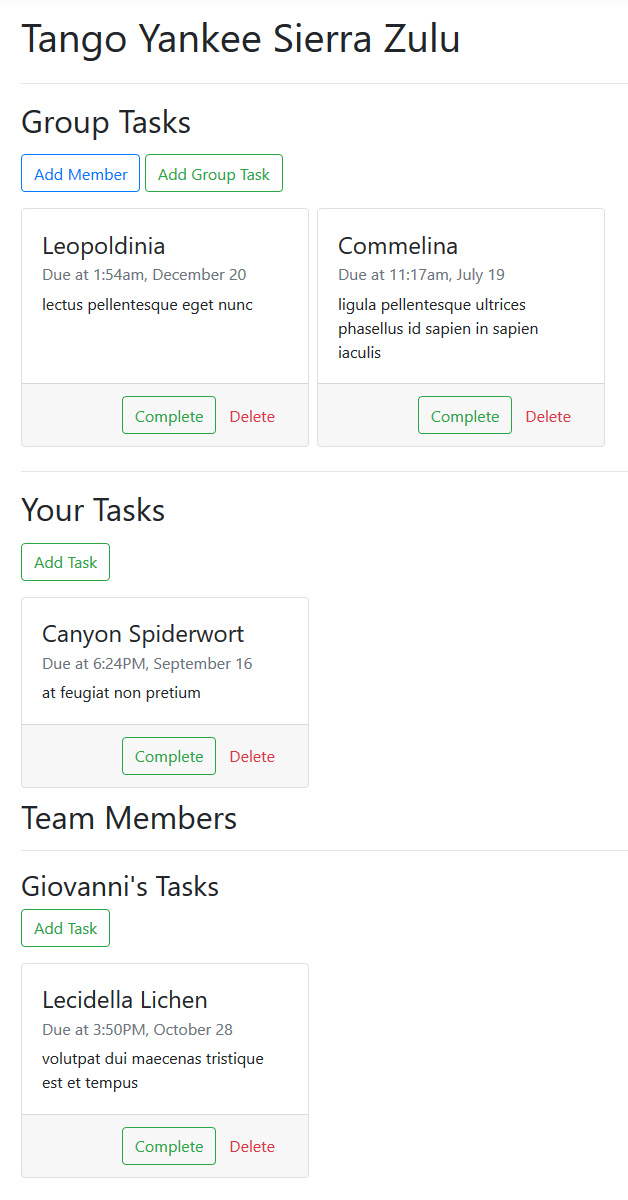 Tango Yankee Sierra Zulu
Group Tasks
Add Member Add Group Task
Leopoldinia
Due at 1:54am, December 20
lectus pellentesque eget nunc
Complete Delete
Commelina
Due at 11:17am, July 19
ligula pellentesque ultrices
phasellus id sapien in sapien
iaculis
Complete Delete
Your Tasks
Add Task
Canyon Spiderwort
Due at 6:24PM, September 16
at feugiat non pretium
Complete Delete
Team Members
Giovanni's Tasks
Add Task
Lecidella Lichen
Due at 3:50PM, October 28
volutpat dui maecenas tristique
est et tempus
Complete Delete